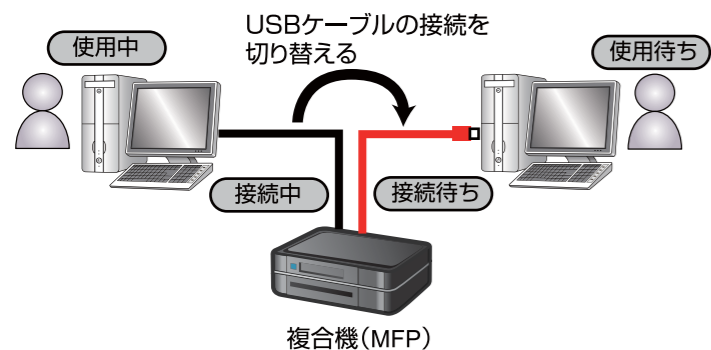 USBケーブルの接続を
切り替える
使用中
使用待ち
接続中
接続待ち
複合機（MFP）